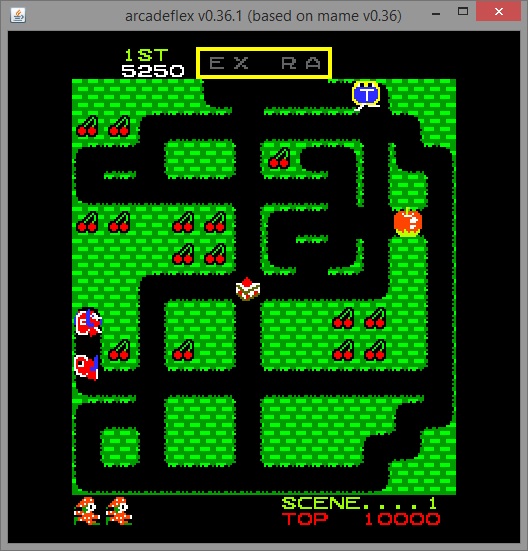 arcadeflex v0.36.1 (based on mame v0.36)
1ST
5250
EX RA
T
SCENE.... 1
TOP 10000